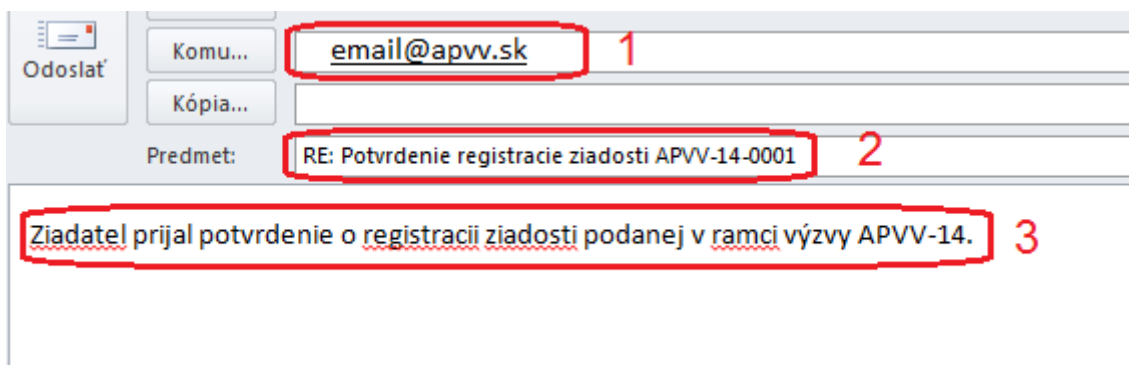 Odoslať
Komu... email@apvv.sk 1
Kópia...
Predmet: RE: Potvrdenie registracie ziadosti APVV-14-0001 2
Ziadatel prijal potvrdenie o registracii ziadosti podanej v ramci výzvy APVV-14. 3